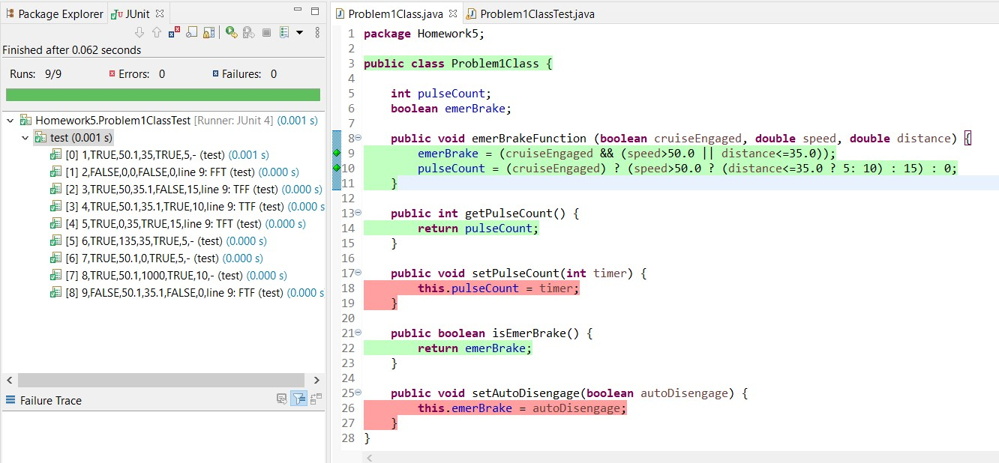 Package Explorer JUnit
Finished after 0.062 seconds
Runs: 9/9 Errors: 0 Failures: 0
Homework5.Problem1ClassTest [Runner: JUnit 4] (0.001 s)
test (0.001 s)
[0] 1,TRUE,50.1,35,TRUE,5,- (test) (0.001 s)
[1] 2,FALSE,0,0,FALSE,0,line 9: FFT (test) (0.000 s)
[2] 3,TRUE,50,35.1,FALSE,15,line 9: TFF (test) (0.000 s)
[3] 4,TRUE,50.1,35.1,TRUE,10,line 9: TTF (test) (0.000 s
[4] 5,TRUE,0,35,TRUE,15,line 9: TFT (test) (0.000 s)
[5] 6,TRUE,135,35,TRUE,5,- (test) (0.000 s)
[6] 7,TRUE,50.1,0,TRUE,5,- (test) (0.000 s)
[7] 8,TRUE,50.1,1000,TRUE,10,- (test) (0.000 s)
[8] 9,FALSE,50.1,35.1,FALSE,0,line 9: FTF (test) (0.000 s
Failure Trace
Problem1Class.java Problem1ClassTest.java
1 package Homework5;
2
3 public class Problem1Class {
4
5 int pulseCount;
6 boolean emerBrake;
7
8 public void emerBrakeFunction (boolean cruiseEngaged, double speed, double distance) {
9 emerBrake = (cruiseEngaged && (speed>50.0 || distance<=35.0));
10 pulseCount = (cruiseEngaged) ? (speed>50.0 ? (distance<=35.0 ? 5: 10) : 15) : 0;
11 }
12
13 public int getPulseCount() {
14 return pulseCount;
15 }
16
17 public void setPulseCount(int timer) {
18 this.pulseCount = timer;
19 }
20
21 public boolean isEmerBrake() {
22 return emerBrake;
23 }
24
25 public void setAutoDisengage(boolean autoDisengage) {
26 this.emerBrake = autoDisengage;
27 }
28 }